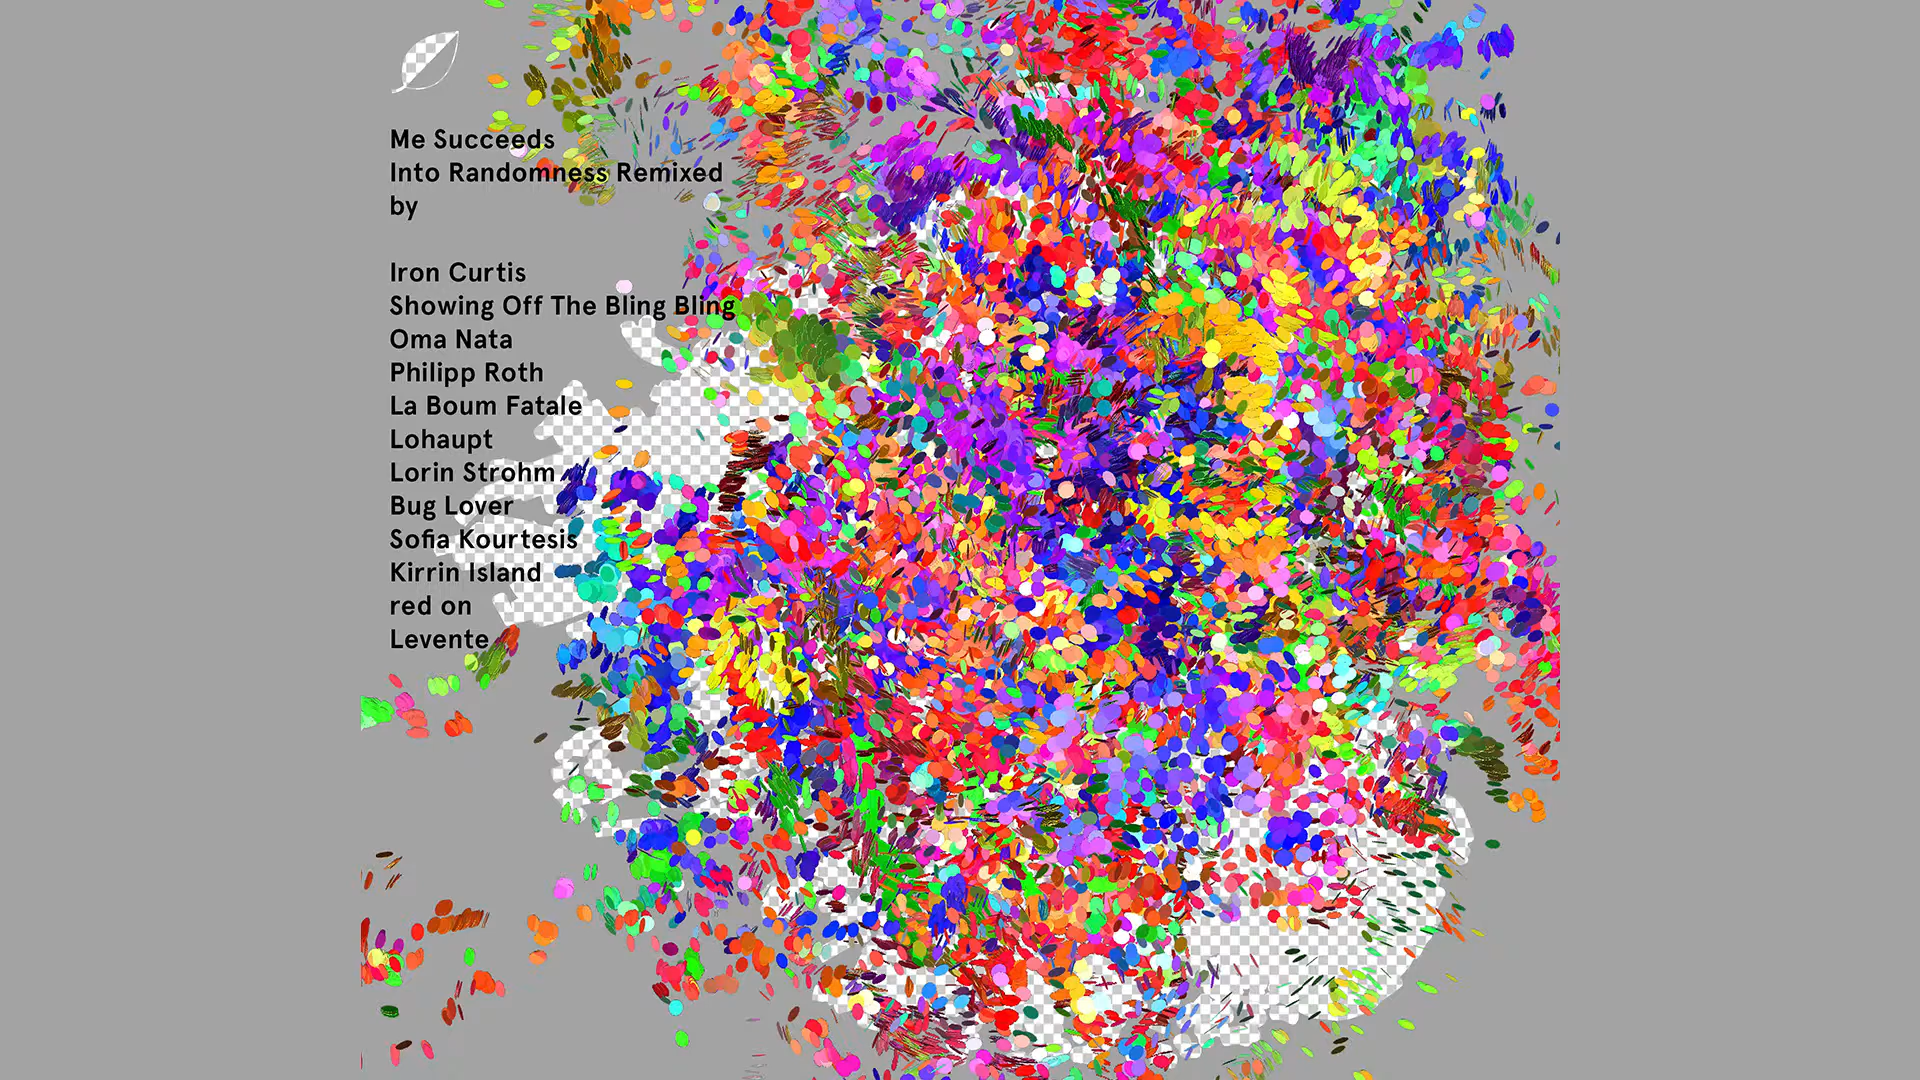 Me Succeeds
Into Randomness Remixed
by
Iron Curtis
Showing Off The Bling Bling
Oma Nata
Philipp Roth
La Boum Fatale
Lohaupt
Lorin Strohm
Bug Lover
Sofia Kourtesis
Kirrin Island
red on
Levente